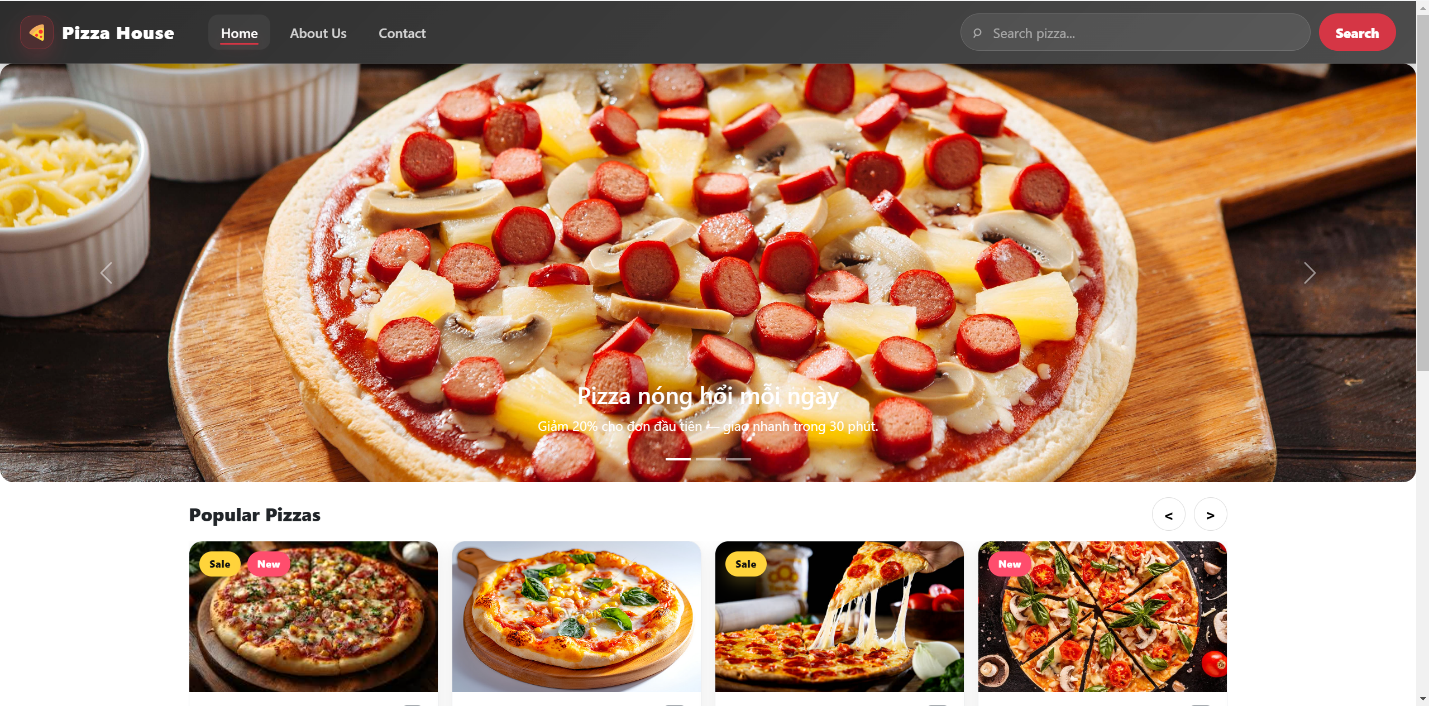 Pizza House
Home
About Us
Contact
Search pizza...
Search
Pizza nóng hổi mỗi ngày
Giảm 20% cho đơn đầu tiên — giao nhanh trong 30 phút.
Popular Pizzas
<
>
Sale
New
Sale
New